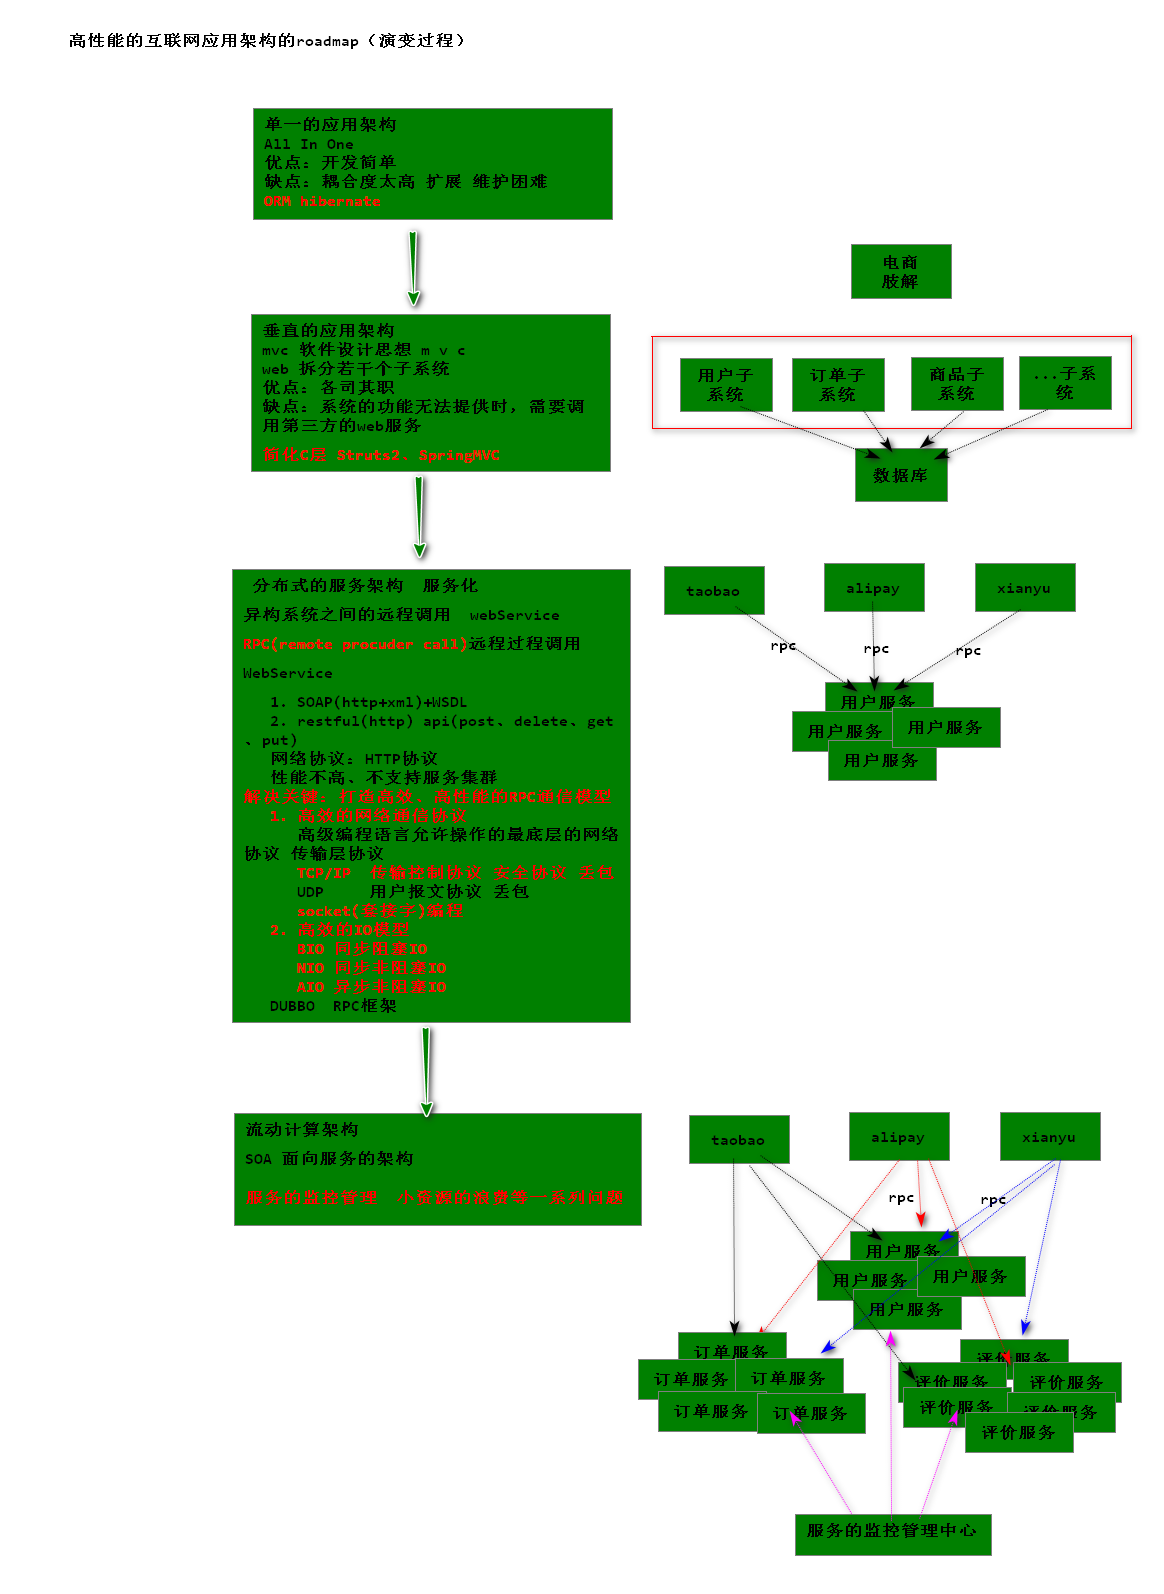 高性能的互联网应用架构的roadmap（演变过程）
单一的应用架构
All In One
优点：开发简单
缺点：耦合度太高 扩展 维护困难
ORM hibernate
垂直的应用架构
mvc 软件设计思想 m v c
web 拆分若干个子系统
优点：各司其职
缺点：系统的功能无法提供时，需要调
用第三方的web服务
简化C层 Struts2、SpringMVC
电商
肢解
用户子
系统
订单子
系统
商品子
系统
...子系
统
数据库
分布式的服务架构 服务化
异构系统之间的远程调用 webService
RPC(remote procuder call)远程过程调用
WebService
1. SOAP(http+xml)+WSDL
2. restful(http) api(post、delete、get
、put)
网络协议：HTTP协议
性能不高、不支持服务集群
解决关键：打造高效、高性能的RPC通信模型
1. 高效的网络通信协议
高级编程语言允许操作的最底层的网络
协议 传输层协议
TCP/IP 传输控制协议 安全协议 丢包
UDP 用户报文协议 丢包
socket(套接字)编程
2. 高效的IO模型
BIO 同步阻塞IO
NIO 同步非阻塞IO
AIO 异步非阻塞IO
DUBBO RPC框架
taobao
alipay
xianyu
rpc
rpc
rpc
用户服务
用户服务
用户服务
用户服务
流动计算架构
SOA 面向服务的架构
服务的监控管理 小资源的浪费等一系列问题
taobao
alipay
xianyu
rpc
rpc
用户服务
用户服务
用户服务
用户服务
订单服务
订单服务
订单服务
订单服务
订单服务
评价服务
评价服务
评价服务
评价服务
评价服务
评价服务
服务的监控管理中心